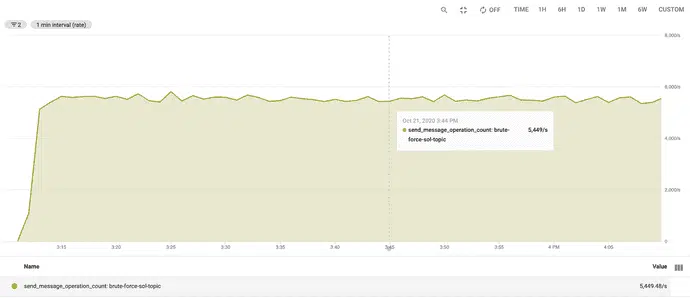 OFF TIME 1H 6H 1D 1W 1M 6W CUSTOM
2 1 min interval (rate)
8,000/s
6,000/s
4,000/s
2,000/s
0
Oct 21, 2020 3:44 PM
send_message_operation_count: brute- 5,449/s
force-sol-topic
3:15 3:20 3:25 3:30 3:35 3:40 3:45 3:50 3:55 4 PM 4:05
Name Value
send_message_operation_count: brute-force-sol-topic 5,449.48/s